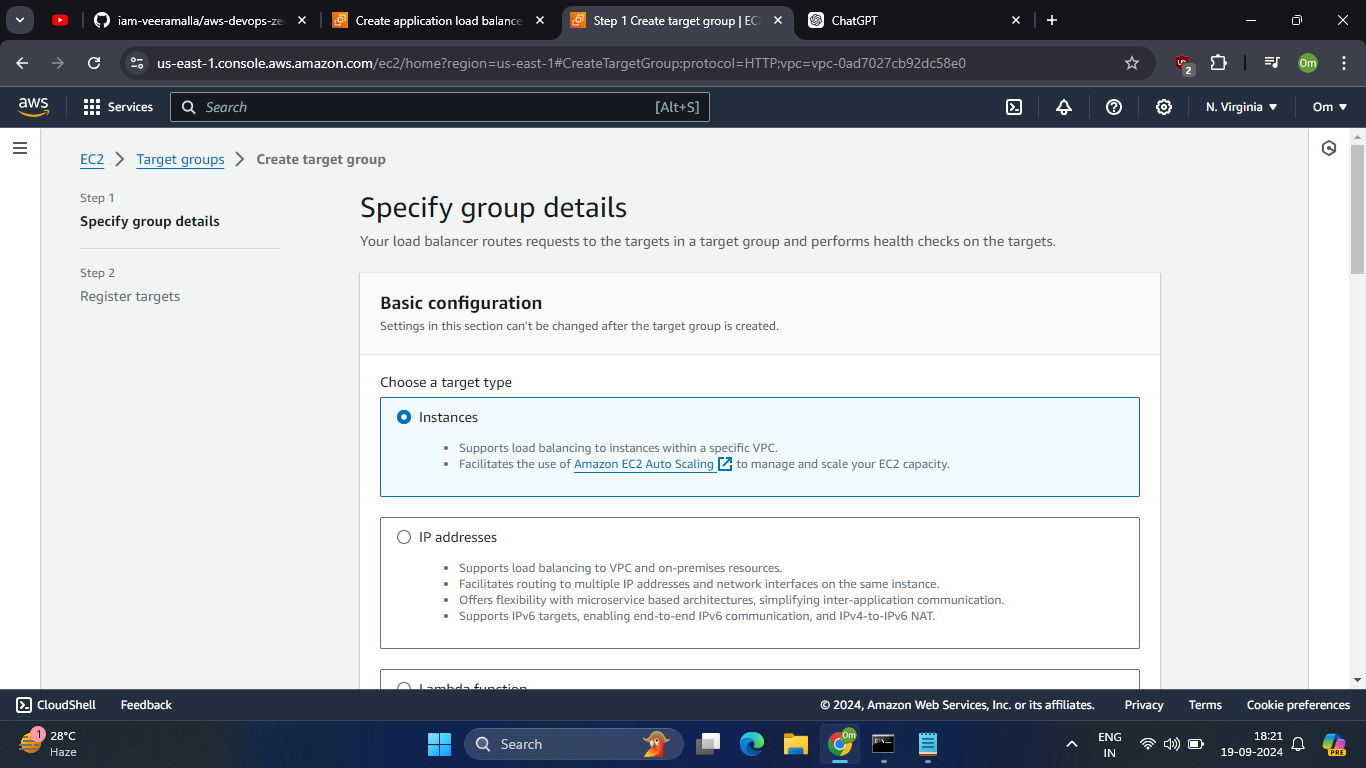 iam-veeramalla/aws-devops-ze
Create application load balance
Step 1 Create target group | EC
ChatGPT
us-east-1.console.aws.amazon.com/ec2/home?region=us-east-1#CreateTargetGroup:protocol=HTTP;vpc=vpc-0ad7027cb92dc58e0
2
Om
aws
Services
Search
[Alt+S]
N. Virginia
Om
EC2
Target groups
Create target group
Step 1
Specify group details
Step 2
Register targets
Specify group details
Your load balancer routes requests to the targets in a target group and performs health checks on the targets.
Basic configuration
Settings in this section can't be changed after the target group is created.
Choose a target type
Instances
Supports load balancing to instances within a specific VPC.
Facilitates the use of Amazon EC2 Auto Scaling to manage and scale your EC2 capacity.
IP addresses
Supports load balancing to VPC and on-premises resources.
Facilitates routing to multiple IP addresses and network interfaces on the same instance.
Offers flexibility with microservice based architectures, simplifying inter-application communication.
Supports IPv6 targets, enabling end-to-end IPv6 communication, and IPv4-to-IPv6 NAT.
Lambda function
CloudShell
Feedback
© 2024, Amazon Web Services, Inc. or its affiliates.
Privacy
Terms
Cookie preferences
1
28°C
Haze
Search
Om
ENG
IN
18:21
19-09-2024
PRE